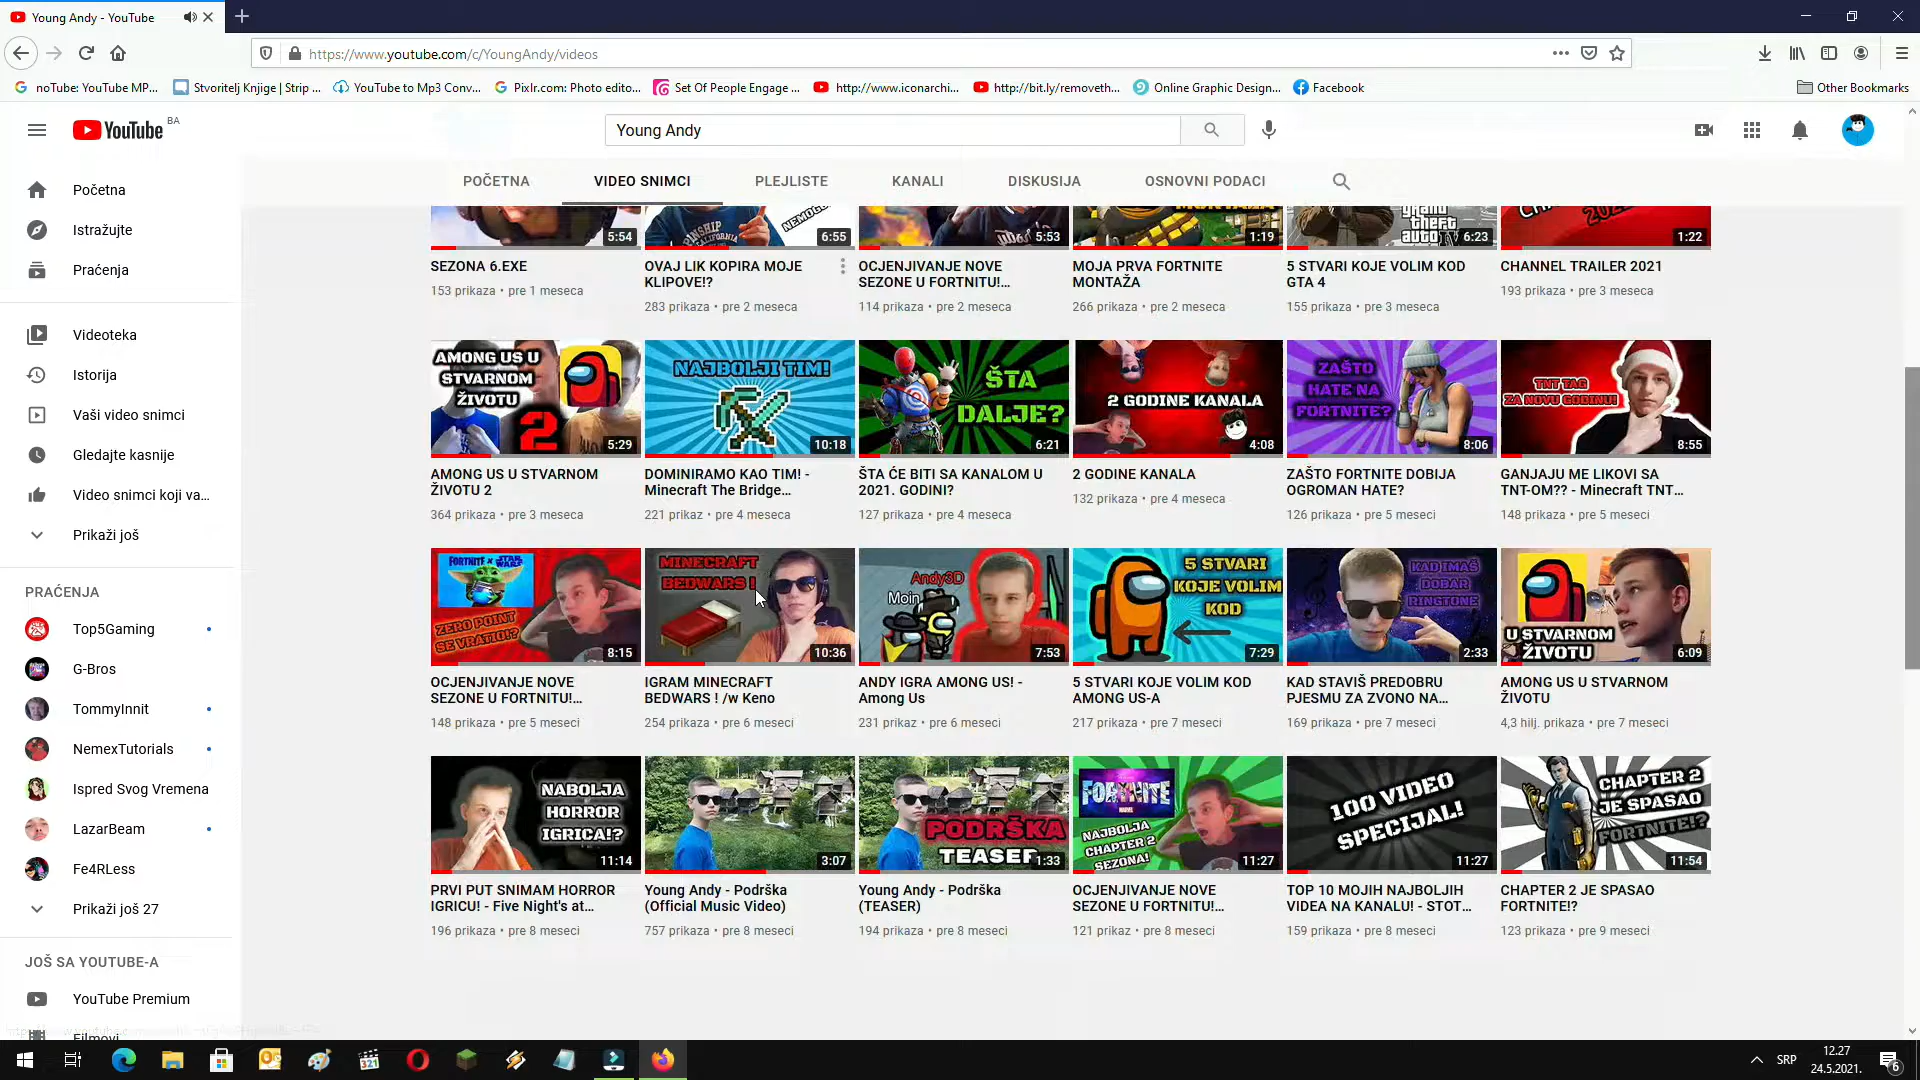 Young Andy - YouTube
https://www.youtube.com/c/YoungAndy/videos
noTube: YouTube MP...
Stvoritelj Knjige | Strip ...
YouTube to Mp3 Conv...
Pixlr.com: Photo edito...
Set Of People Engage ...
http://www.iconarchi...
http://bit.ly/removeth...
Online Graphic Design...
Facebook
Other Bookmarks
YouTube BA
Young Andy
POČETNA
VIDEO SNIMCI
PLEJLISTE
KANALI
DISKUSIJA
OSNOVNI PODACI
Početna
Istražujte
Praćenja
Videoteka
Istorija
Vaši video snimci
Gledajte kasnije
Video snimci koji va...
Prikaži još
PRAĆENJA
Top5Gaming
G-Bros
TommyInnit
NemexTutorials
Ispred Svog Vremena
LazarBeam
Fe4RLess
Prikaži još 27
JOŠ SA YOUTUBE-A
YouTube Premium
Filmovi
5:54
SEZONA 6.EXE
153 prikaza • pre 1 meseca
6:55
OVAJ LIK KOPIRA MOJE
KLIPOVE!?
283 prikaza • pre 2 meseca
5:53
OCJENJIVANJE NOVE
SEZONE U FORTNITU!...
114 prikaza • pre 2 meseca
1:19
MOJA PRVA FORTNITE
MONTAŽA
266 prikaza • pre 2 meseca
grand
theft
auto IV
6:23
5 STVARI KOJE VOLIM KOD
GTA 4
155 prikaza • pre 3 meseca
1:22
CHANNEL TRAILER 2021
193 prikaza • pre 3 meseca
AMONG US U
STVARNOM
ŽIVOTU
2
5:29
AMONG US U STVARNOM
ŽIVOTU 2
364 prikaza • pre 3 meseca
NAJBOLJI TIM!
10:18
DOMINIRAMO KAO TIM! -
Minecraft The Bridge...
221 prikaz • pre 4 meseca
ŠTA
DALJE?
6:21
ŠTA ĆE BITI SA KANALOM U
2021. GODINI?
127 prikaza • pre 4 meseca
2 GODINE KANALA
4:08
2 GODINE KANALA
132 prikaza • pre 4 meseca
ZAŠTO
HATE NA
FORTNITE?
8:06
ZAŠTO FORTNITE DOBIJA
OGROMAN HATE?
126 prikaza • pre 5 meseci
TNT TAG
ZA NOVU GODINU!
8:55
GANJAJU ME LIKOVI SA
TNT-OM?? - Minecraft TNT...
148 prikaza • pre 5 meseci
FORTNITE X STAR WARS
ZERO POINT
SE VRATIO!?
8:15
OCJENJIVANJE NOVE
SEZONE U FORTNITU!...
148 prikaza • pre 5 meseci
MINECRAFT
BEDWARS !
10:36
IGRAM MINECRAFT
BEDWARS ! /w Keno
254 prikaza • pre 6 meseci
Andy3D
Moin
7:53
ANDY IGRA AMONG US! -
Among Us
231 prikaz • pre 6 meseci
5 STVARI
KOJE VOLIM
KOD
7:29
5 STVARI KOJE VOLIM KOD
AMONG US-A
217 prikaza • pre 7 meseci
KAD IMAŠ
DOBAR
RINGTONE
2:33
KAD STAVIŠ PREDOBRU
PJESMU ZA ZVONO NA...
169 prikaza • pre 7 meseci
U STVARNOM
ŽIVOTU
6:09
AMONG US U STVARNOM
ŽIVOTU
4,3 hilj. prikaza • pre 7 meseci
NABOLJA
HORROR
IGRICA!?
11:14
PRVI PUT SNIMAM HORROR
IGRICU! - Five Night's at...
196 prikaza • pre 8 meseci
3:07
Young Andy - Podrška
(Official Music Video)
757 prikaza • pre 8 meseci
PODRŠKA
TEASER
1:33
Young Andy - Podrška
(TEASER)
194 prikaza • pre 8 meseci
FORTNITE
MARVEL
NAJBOLJA
CHAPTER 2
SEZONA!
11:27
OCJENJIVANJE NOVE
SEZONE U FORTNITU!...
121 prikaz • pre 8 meseci
100 VIDEO
SPECIJAL!
11:27
TOP 10 MOJIH NAJBOLJIH
VIDEA NA KANALU! - STOT...
159 prikaza • pre 8 meseci
CHAPTER 2
JE SPASAO
FORTNITE!?
11:54
CHAPTER 2 JE SPASAO
FORTNITE!?
123 prikaza • pre 9 meseci
321
SRP
12.27
24.5.2021.
6